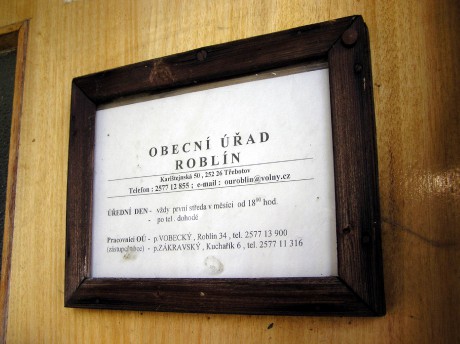 OBECNÍ ÚŘAD
ROBLÍN
Karlštejnská 50 , 252 26 Třebotov
Telefon : 2577 12 855 ; e-mail : ouroblin@volny.cz
ÚŘEDNÍ DEN - vždy první středa v měsíci od 18⁰⁰ hod.
- po tel. dohodě
Pracovníci OÚ - p.VOBECKÝ , Roblín 34 , tel. 2577 13 900
- p.ZÁKRAVSKÝ , Kuchařík 6 , tel. 2577 11 316